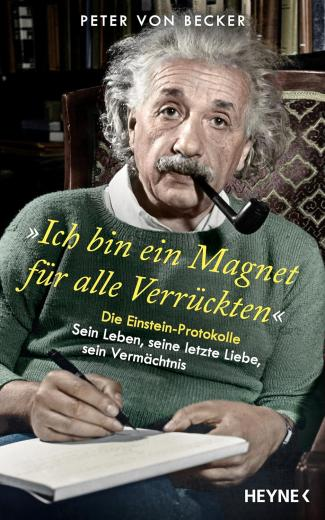 PETER VON BECKER
»Ich bin ein Magnet
für alle Verrückten«
Die Einstein-Protokolle
Sein Leben, seine letzte Liebe,
sein Vermächtnis
HEYNE <